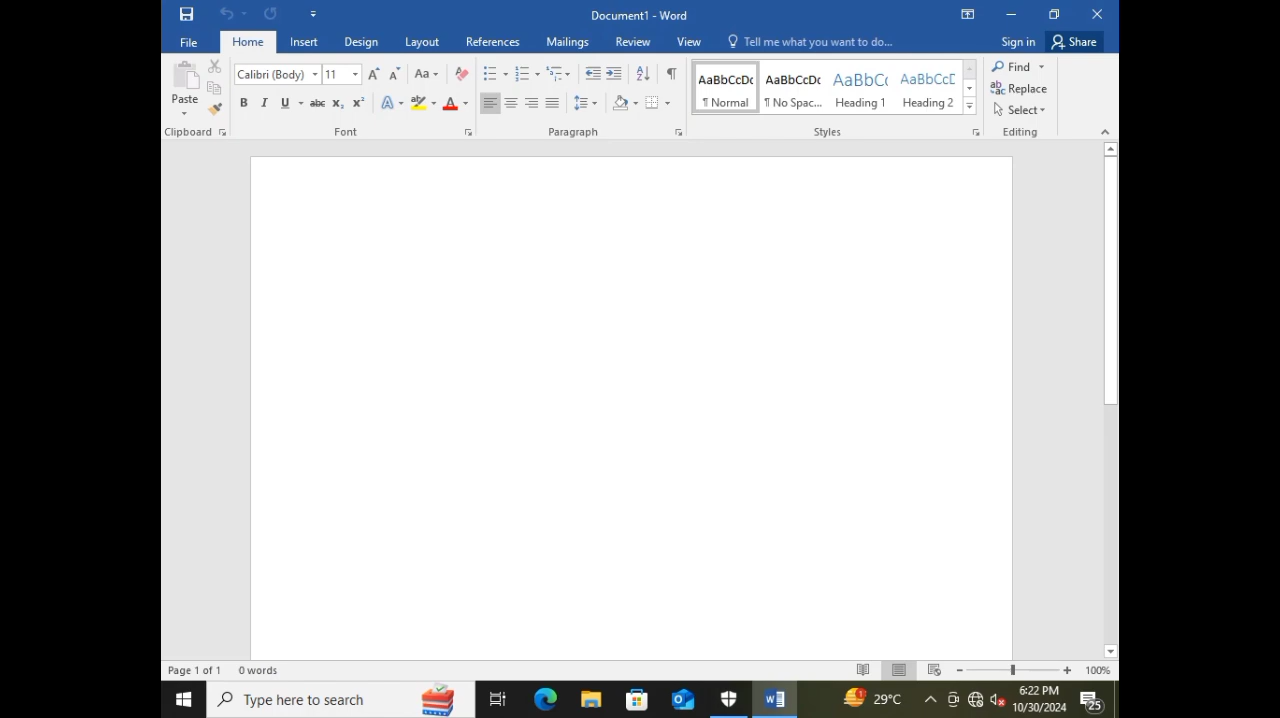 Document1 - Word
File Home Insert Design Layout References Mailings Review View Tell me what you want to do... Sign in Share
Paste Calibri (Body) 11 Aa AaBbCcDc AaBbCcDc AaBbCc AaBbCcE Find
B I U abc x₂ x² A ab A ¶ Normal ¶ No Spac... Heading 1 Heading 2 Replace
Select
Clipboard Font Paragraph Styles Editing
Page 1 of 1 0 words 100%
Type here to search 29°C 6:22 PM
10/30/2024 25